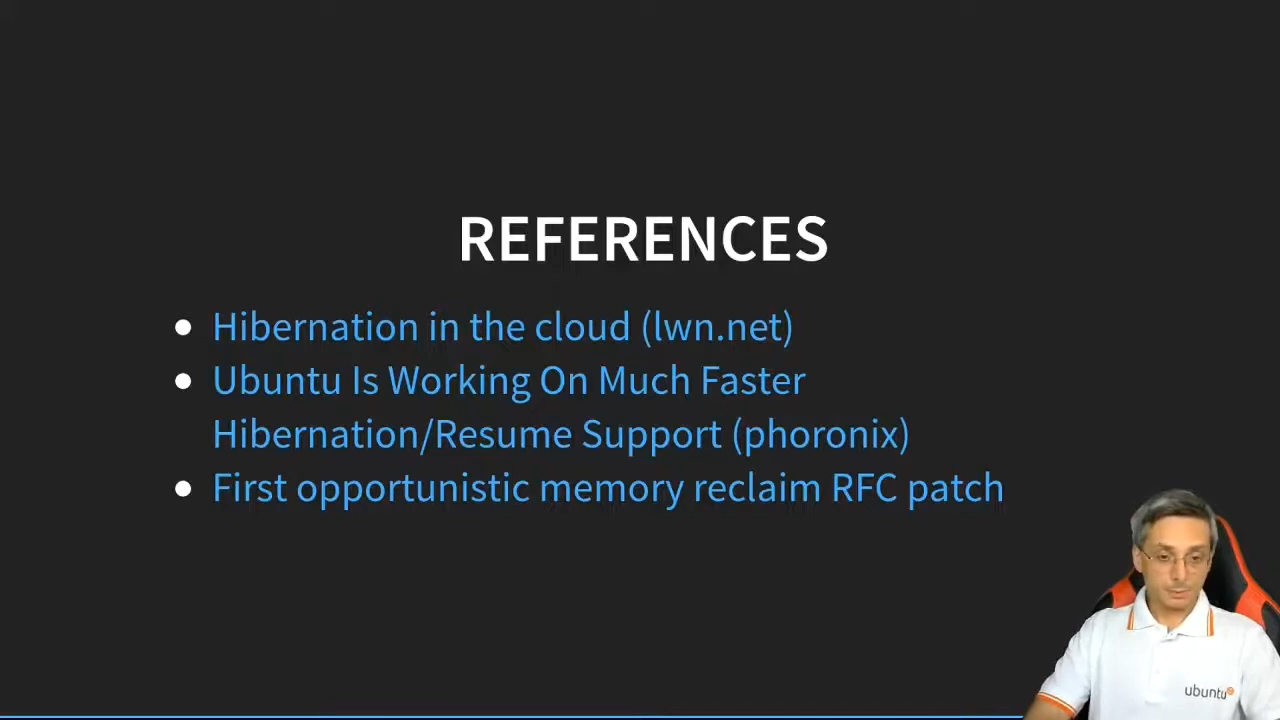 REFERENCES
Hibernation in the cloud (lwn.net)
Ubuntu Is Working On Much Faster
Hibernation/Resume Support (phoronix)
First opportunistic memory reclaim RFC patch
ubuntu